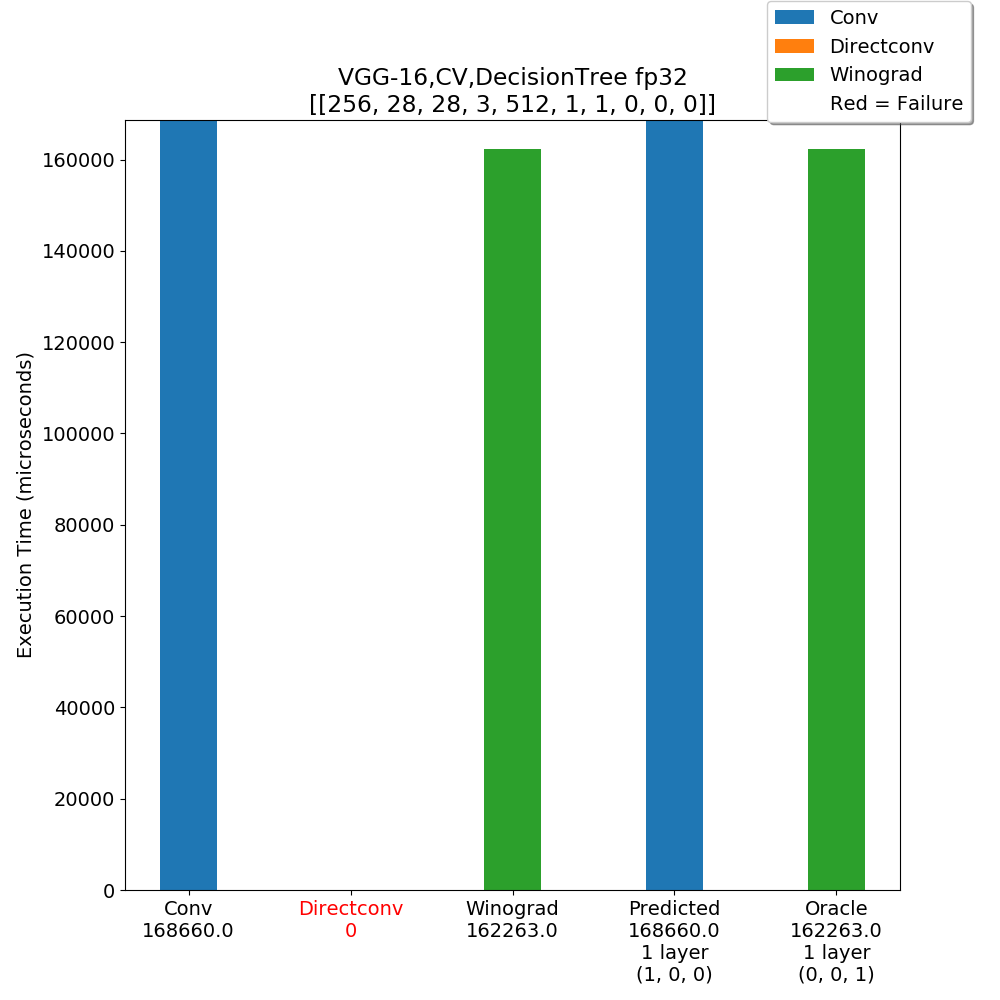 Conv
Directconv
Winograd
Red = Failure
VGG-16,CV,DecisionTree fp32
[[256, 28, 28, 3, 512, 1, 1, 0, 0, 0]]
Execution Time (microseconds)
160000
140000
120000
100000
80000
60000
40000
20000
0
Conv
168660.0
Directconv
0
Winograd
162263.0
Predicted
168660.0
1 layer
(1, 0, 0)
Oracle
162263.0
1 layer
(0, 0, 1)